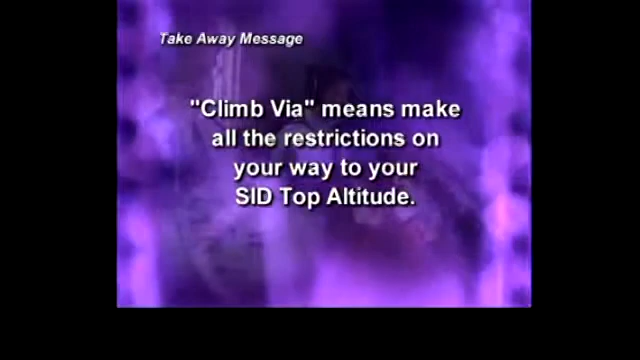 Take Away Message
"Climb Via" means make
all the restrictions on
your way to your
SID Top Altitude.